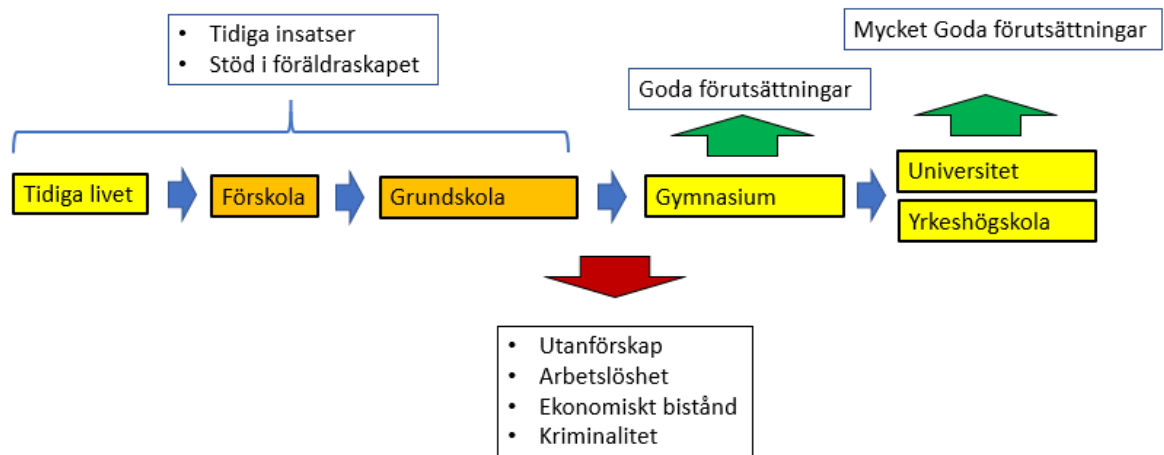 • Tidiga insatser
• Stöd i föräldraskapet
Mycket Goda förutsättningar
Goda förutsättningar
Tidiga livet
Förskola
Grundskola
Gymnasium
Universitet
Yrkeshögskola
• Utanförskap
• Arbetslöshet
• Ekonomiskt bistånd
• Kriminalitet